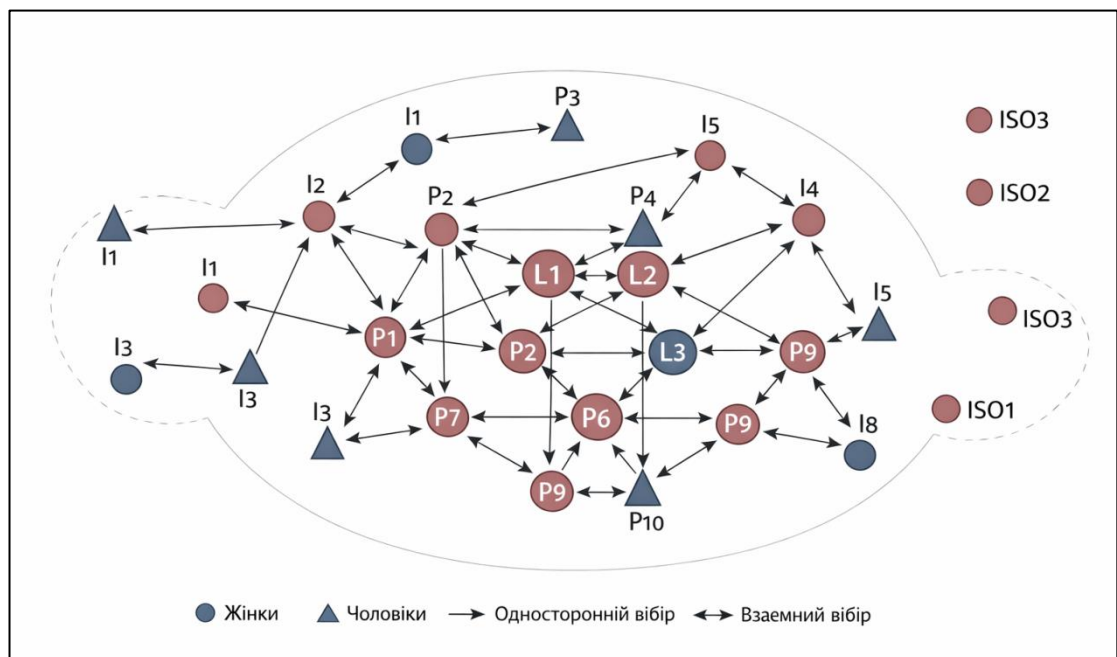 P3
I1
I5
ISO3
I2
P2
P4
I4
ISO2
I1
L1
L2
I1
I5
ISO3
P1
P2
L3
P9
I3
I3
ISO1
I3
P7
P6
P9
I8
P9
P10
Жінки
Чоловіки
Односторонній вібір
Взаемний вібір